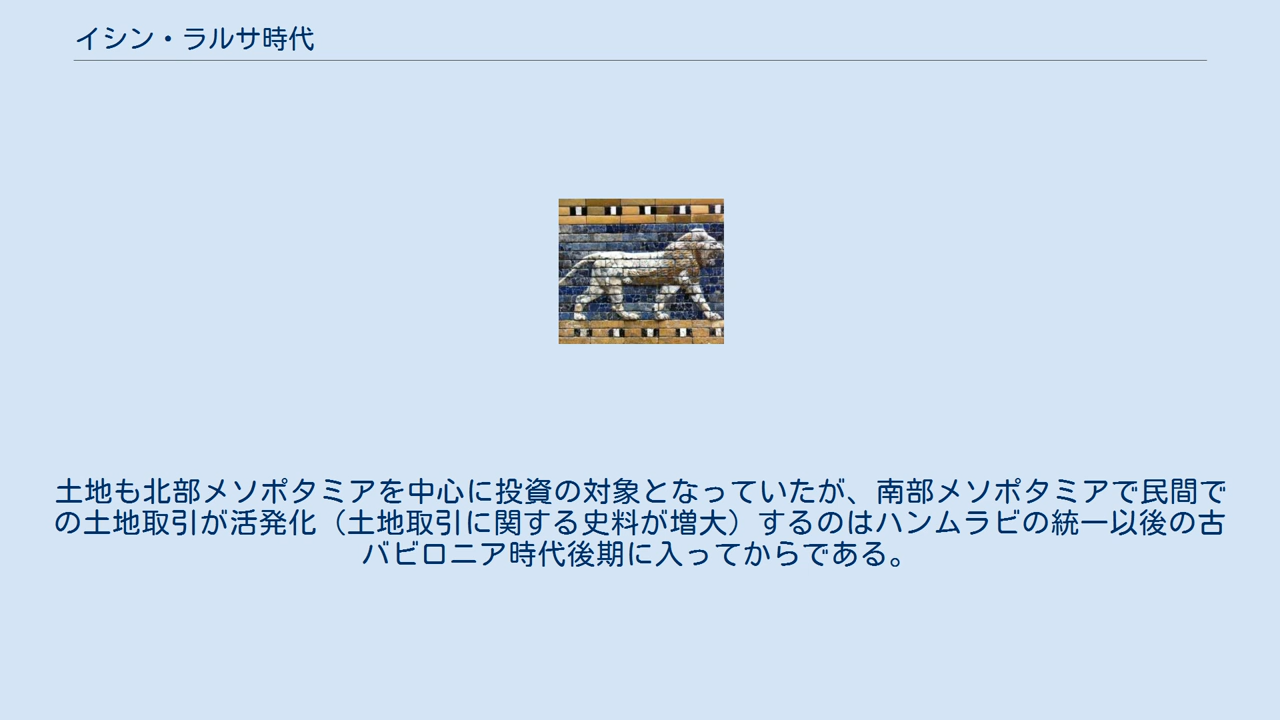 イシン・ラルサ時代
土地も北部メソポタミアを中心に投資の対象となっていたが、南部メソポタミアで民間で
の土地取引が活発化（土地取引に関する史料が増大）するのはハンムラビの統一以後の古
バビロニア時代後期に入ってからである。